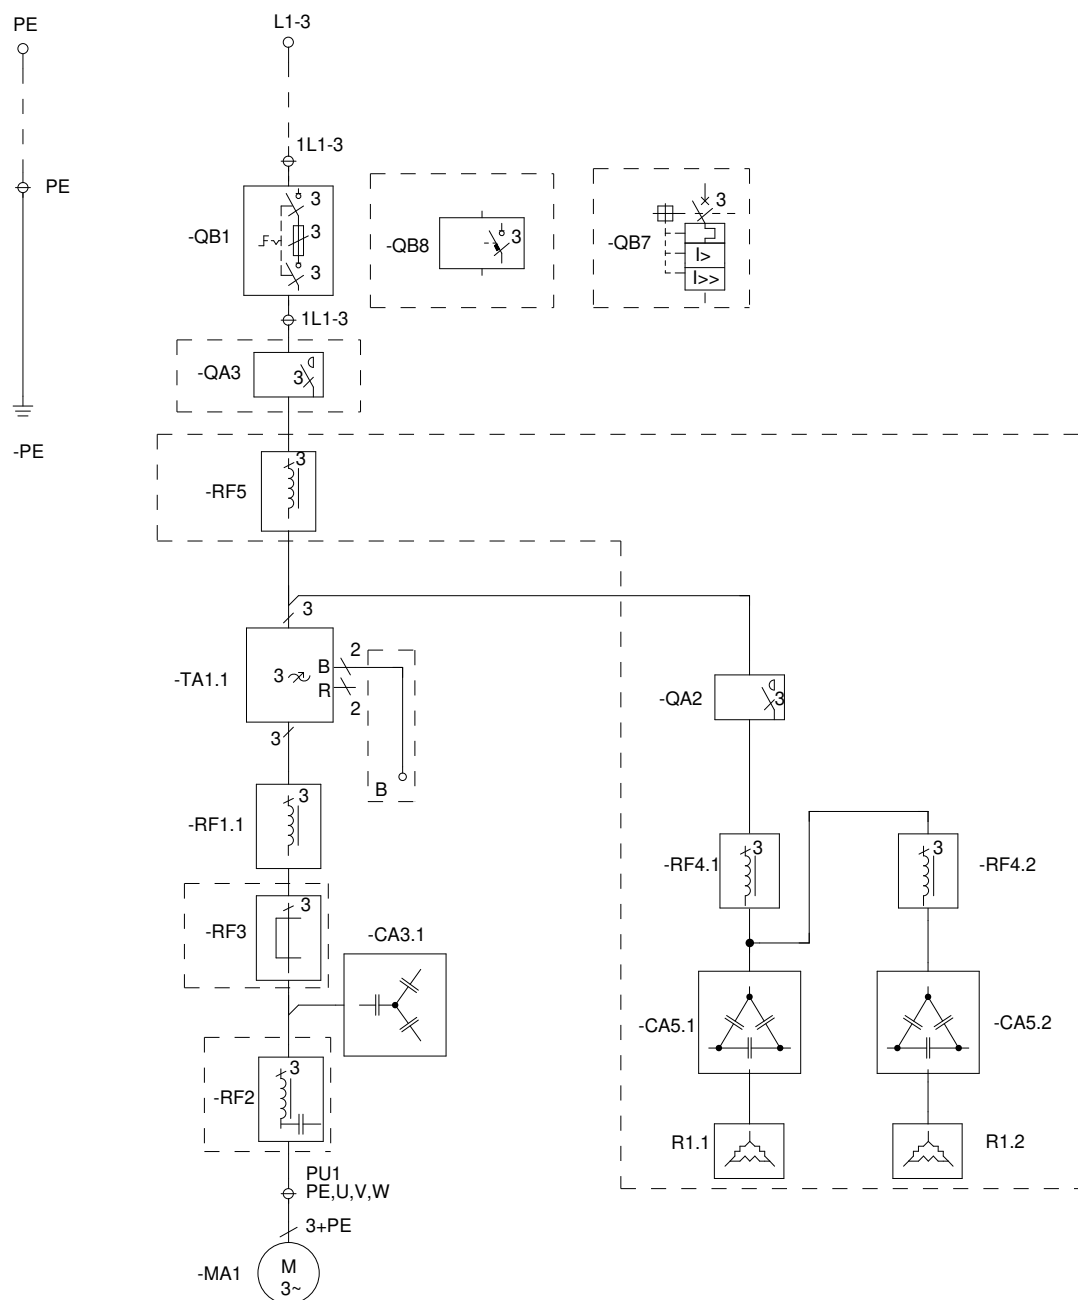 PE
L1-3
1L1-3
PE
3
-QB1
3
3
-QB8
3
-QB7
3
I>
I>>
1L1-3
-QA3
3
-PE
3
-RF5
3
-TA1.1
3
B
R
2
2
3
B
-QA2
3
-RF1.1
3
-RF4.1
3
-RF4.2
3
-RF3
3
-CA3.1
-CA5.1
-CA5.2
-RF2
3
R1.1
R1.2
PU1
PE,U,V,W
3+PE
-MA1
M
3~